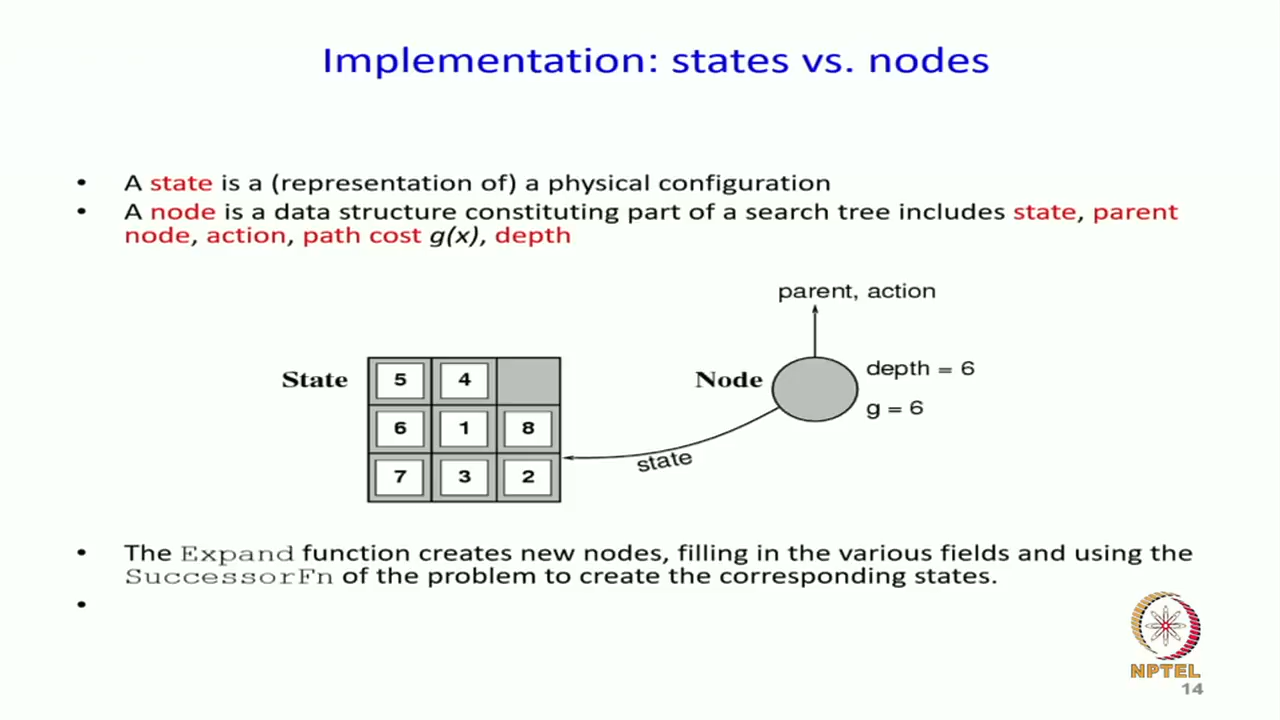 Implementation: states vs. nodes
• A state is a (representation of) a physical configuration
• A node is a data structure constituting part of a search tree includes state, parent
node, action, path cost g(x), depth
parent, action
State
5 4
6 1 8
7 3 2
Node
depth = 6
g = 6
state
• The Expand function creates new nodes, filling in the various fields and using the
SuccessorFn of the problem to create the corresponding states.
•
NPTEL
14